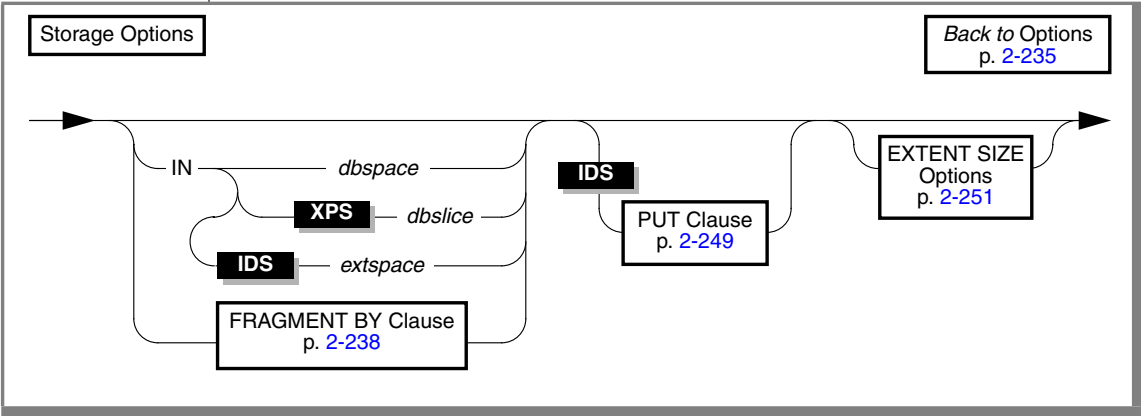 Storage Options
Back to Options
p. 2-235
IN
dbspace
XPS
dbslice
IDS
extspace
FRAGMENT BY Clause
p. 2-238
IDS
PUT Clause
p. 2-249
EXTENT SIZE
Options
p. 2-251